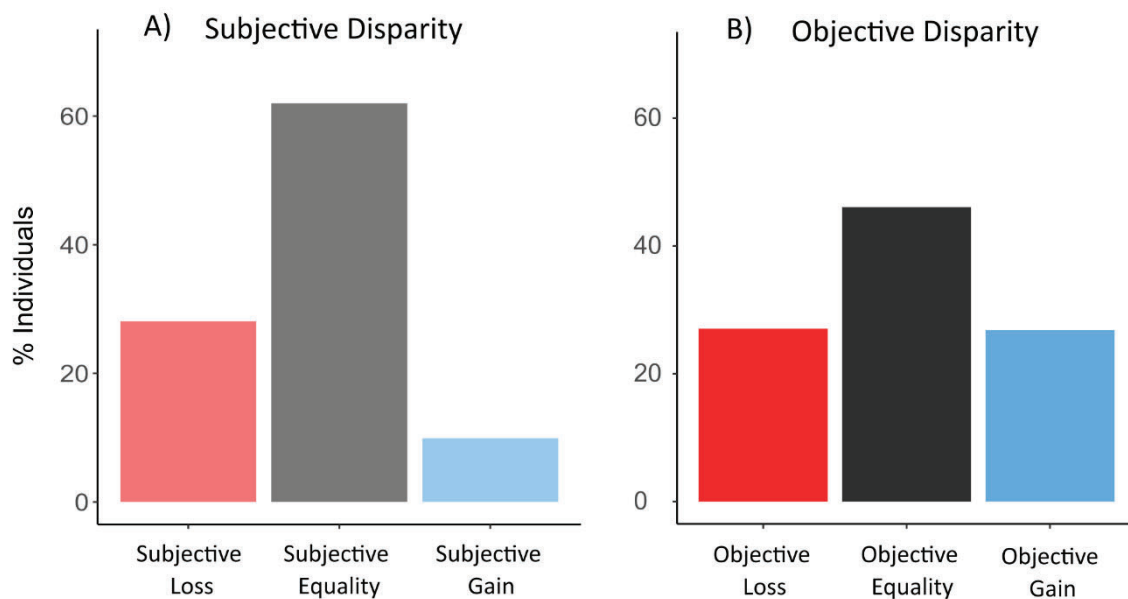 A) Subjective Disparity
% Individuals
60
40
20
0
Subjective Loss
Subjective Equality
Subjective Gain
B) Objective Disparity
60
40
20
0
Objective Loss
Objective Equality
Objective Gain